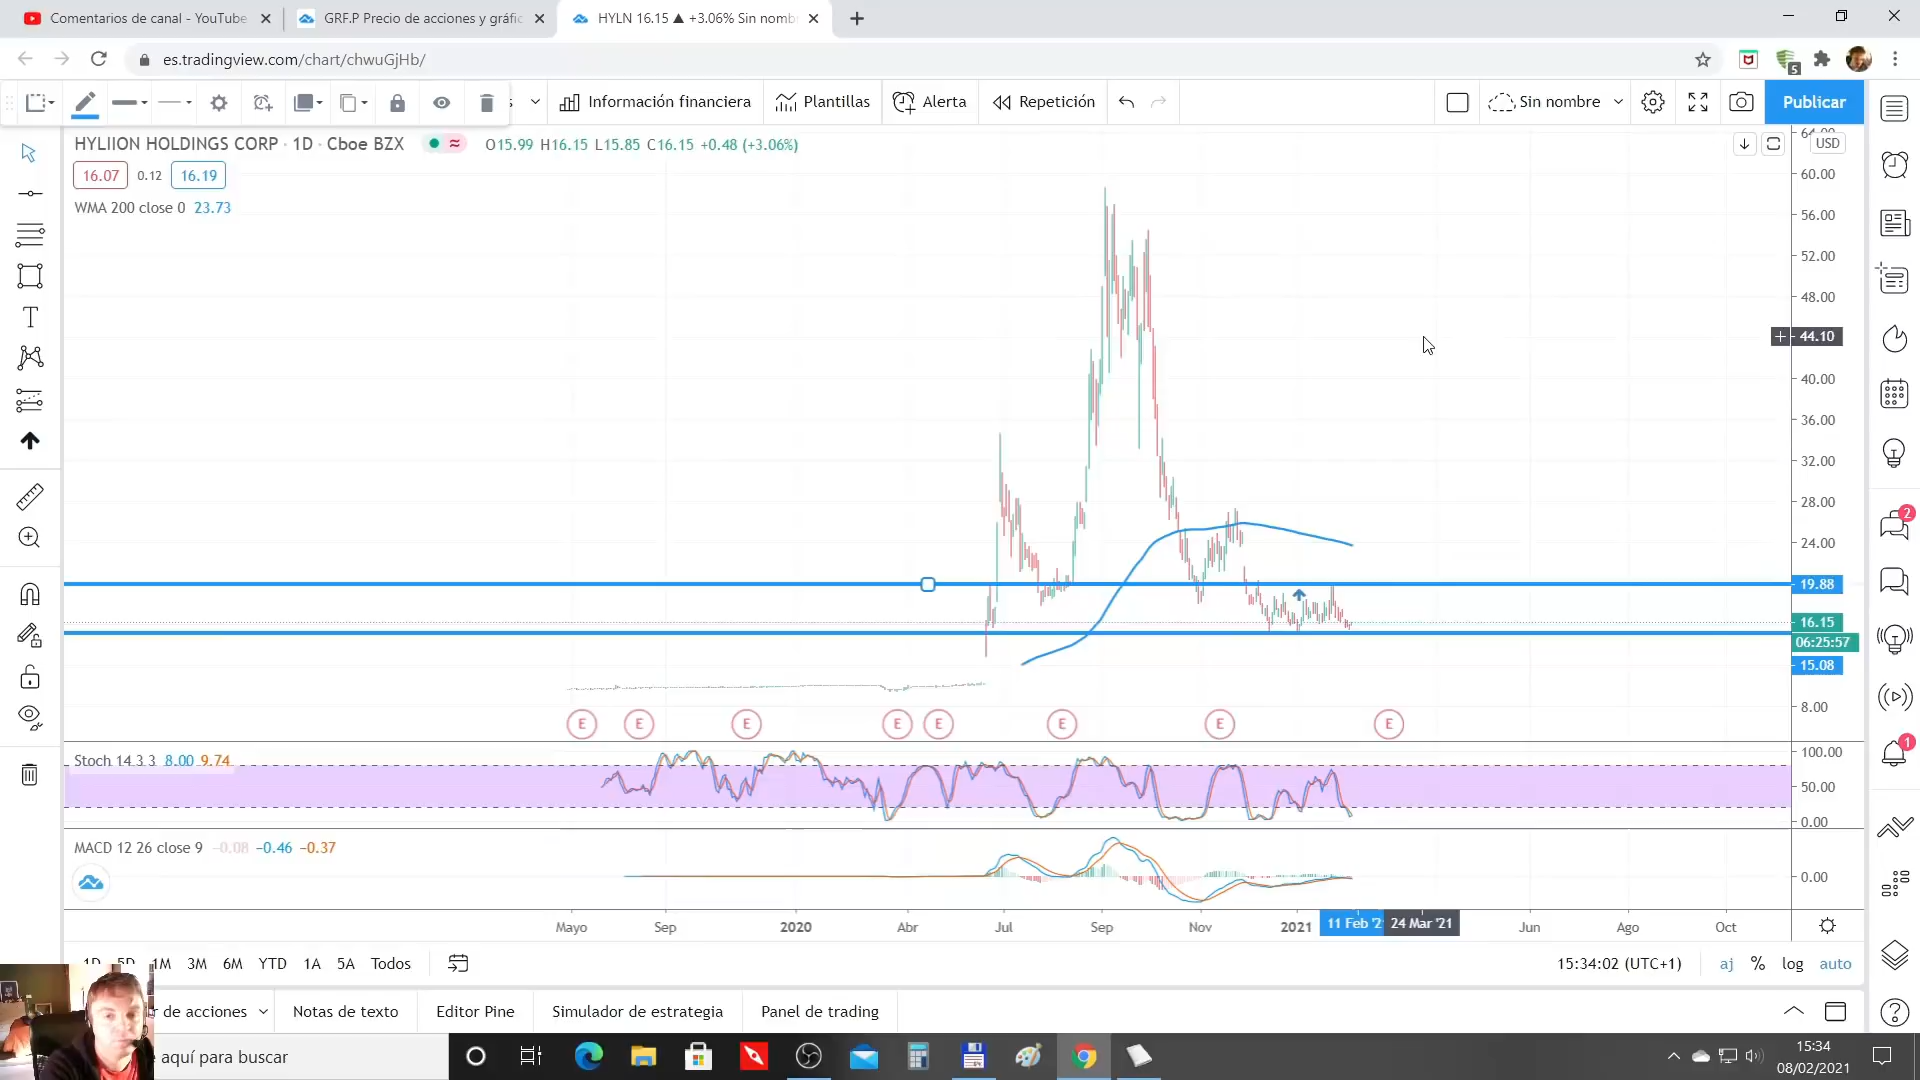 Comentarios de canal - YouTube
GRF.P Precio de acciones y gráfic
HYLN 16.15 ▲ +3.06% Sin nomb
es.tradingview.com/chart/chwuGjHb/
5
s
Información financiera
Plantillas
Alerta
Repetición
Sin nombre
Publicar
HYLIION HOLDINGS CORP · 1D · Cboe BZX
O15.99 H16.15 L15.85 C16.15 +0.48 (+3.06%)
16.07 0.12 16.19
WMA 200 close 0 23.73
USD
64.00
60.00
56.00
52.00
48.00
44.10
40.00
36.00
32.00
28.00
24.00
19.88
16.15
06:25:57
15.08
8.00
E E E E E E E E
Stoch 14 3 3 8.00 9.74
100.00
50.00
0.00
MACD 12 26 close 9 −0.08 −0.46 −0.37
0.00
Mayo Sep 2020 Abr Jul Sep Nov 2021 11 Feb '2 24 Mar '21 Jun Ago Oct
1D 5D 1M 3M 6M YTD 1A 5A Todos
15:34:02 (UTC+1) aj % log auto
de acciones Notas de texto Editor Pine Simulador de estrategia Panel de trading
aquí para buscar
15:34
08/02/2021
2
1